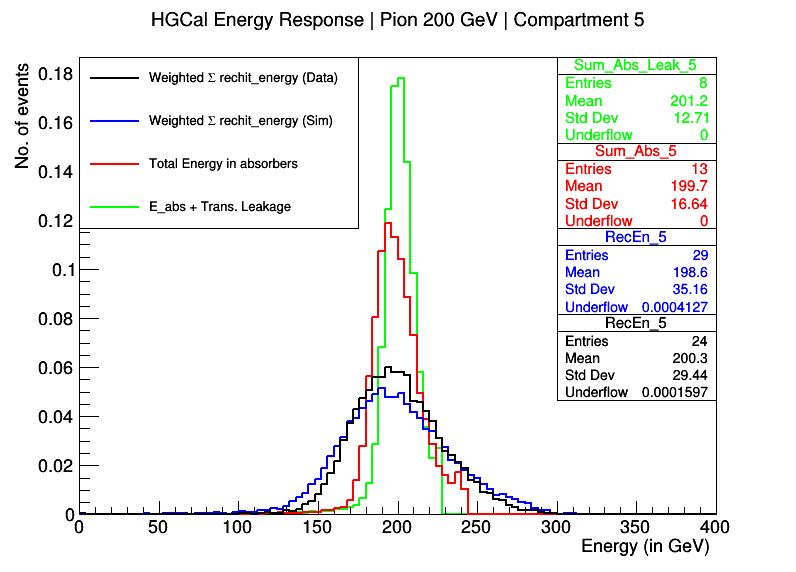 HGCal Energy Response | Pion 200 GeV | Compartment 5
No. of events
0.18
0.16
0.14
0.12
0.1
0.08
0.06
0.04
0.02
0
Weighted Σ rechit_energy (Data)
Weighted Σ rechit_energy (Sim)
Total Energy in absorbers
E_abs + Trans. Leakage
Sum_Abs_Leak_5
Entries 8
Mean 201.2
Std Dev 12.71
Underflow 0
Sum_Abs_5
Entries 13
Mean 199.7
Std Dev 16.64
Underflow 0
RecEn_5
Entries 29
Mean 198.6
Std Dev 35.16
Underflow 0.0004127
RecEn_5
Entries 24
Mean 200.3
Std Dev 29.44
Underflow 0.0001597
0 50 100 150 200 250 300 350 400
Energy (in GeV)